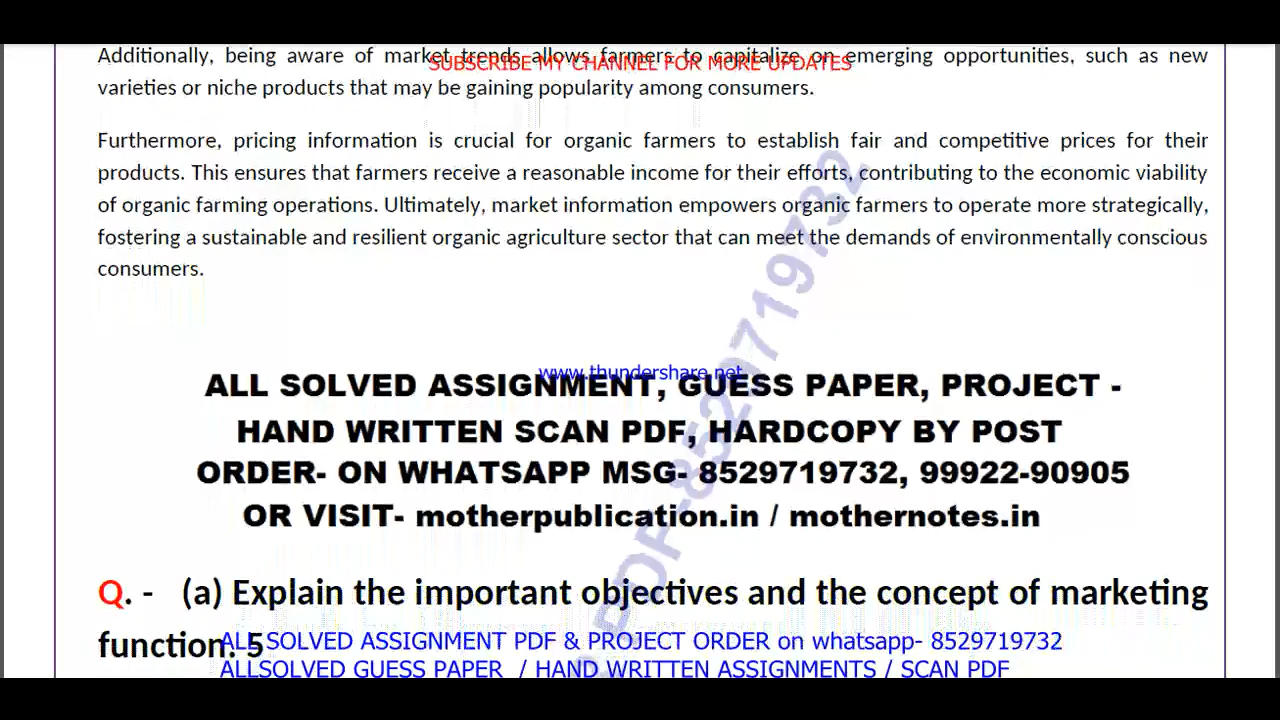 Additionally, being aware of market trends allows farmers to capitalize on emerging opportunities, such as new
SUBSCRIBE MY CHANNEL FOR MORE UPDATES
varieties or niche products that may be gaining popularity among consumers.
Furthermore, pricing information is crucial for organic farmers to establish fair and competitive prices for their
products. This ensures that farmers receive a reasonable income for their efforts, contributing to the economic viability
of organic farming operations. Ultimately, market information empowers organic farmers to operate more strategically,
fostering a sustainable and resilient organic agriculture sector that can meet the demands of environmentally conscious
consumers.
www.thundershare.net
ALL SOLVED ASSIGNMENT, GUESS PAPER, PROJECT -
HAND WRITTEN SCAN PDF, HARDCOPY BY POST
ORDER- ON WHATSAPP MSG- 8529719732, 99922-90905
OR VISIT- motherpublication.in / mothernotes.in
PDF-8529719732
Q. - (a) Explain the important objectives and the concept of marketing
function. 5
ALL SOLVED ASSIGNMENT PDF & PROJECT ORDER on whatsapp- 8529719732
ALLSOLVED GUESS PAPER / HAND WRITTEN ASSIGNMENTS / SCAN PDF